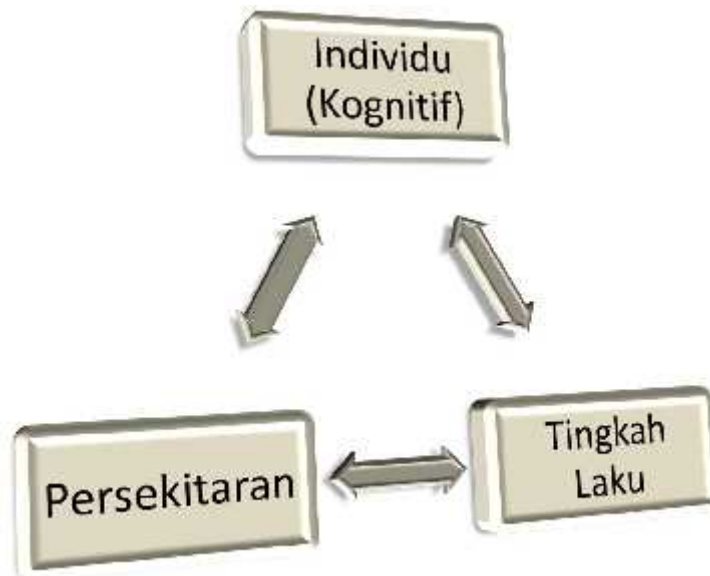 Individu
(Kognitif)
Persekitaran
Tingkah
Laku